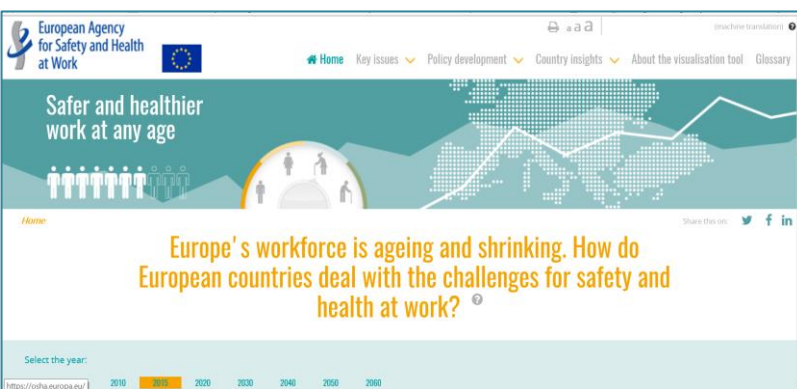 European Agency
for Safety and Health
at Work
a a a
(machine translation) ?
Home Key issues Policy development Country insights About the visualisation tool Glossary
Safer and healthier
work at any age
Home
Share this on:
Europe's workforce is ageing and shrinking. How do
European countries deal with the challenges for safety and
health at work? ?
Select the year:
https://osha.europa.eu/
2010 2015 2020 2030 2040 2050 2060